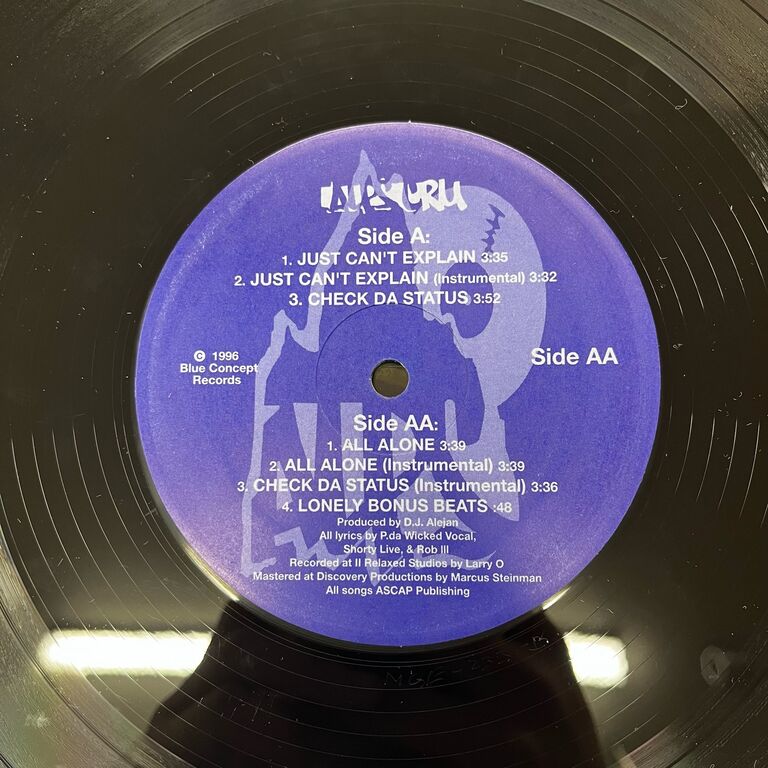 Side A:
1. JUST CAN'T EXPLAIN 3:35
2. JUST CAN'T EXPLAIN (Instrumental) 3:32
3. CHECK DA STATUS 3:52
© 1996
Blue Concept
Records
Side AA
Side AA:
1. ALL ALONE 3:39
2. ALL ALONE (Instrumental) 3:39
3. CHECK DA STATUS (Instrumental) 3:36
4. LONELY BONUS BEATS :48
Produced by D.J. Alejan
All lyrics by P.da Wicked Vocal,
Shorty Live, & Rob Ill
Recorded at II Relaxed Studios by Larry O
Mastered at Discovery Productions by Marcus Steinman
All songs ASCAP Publishing